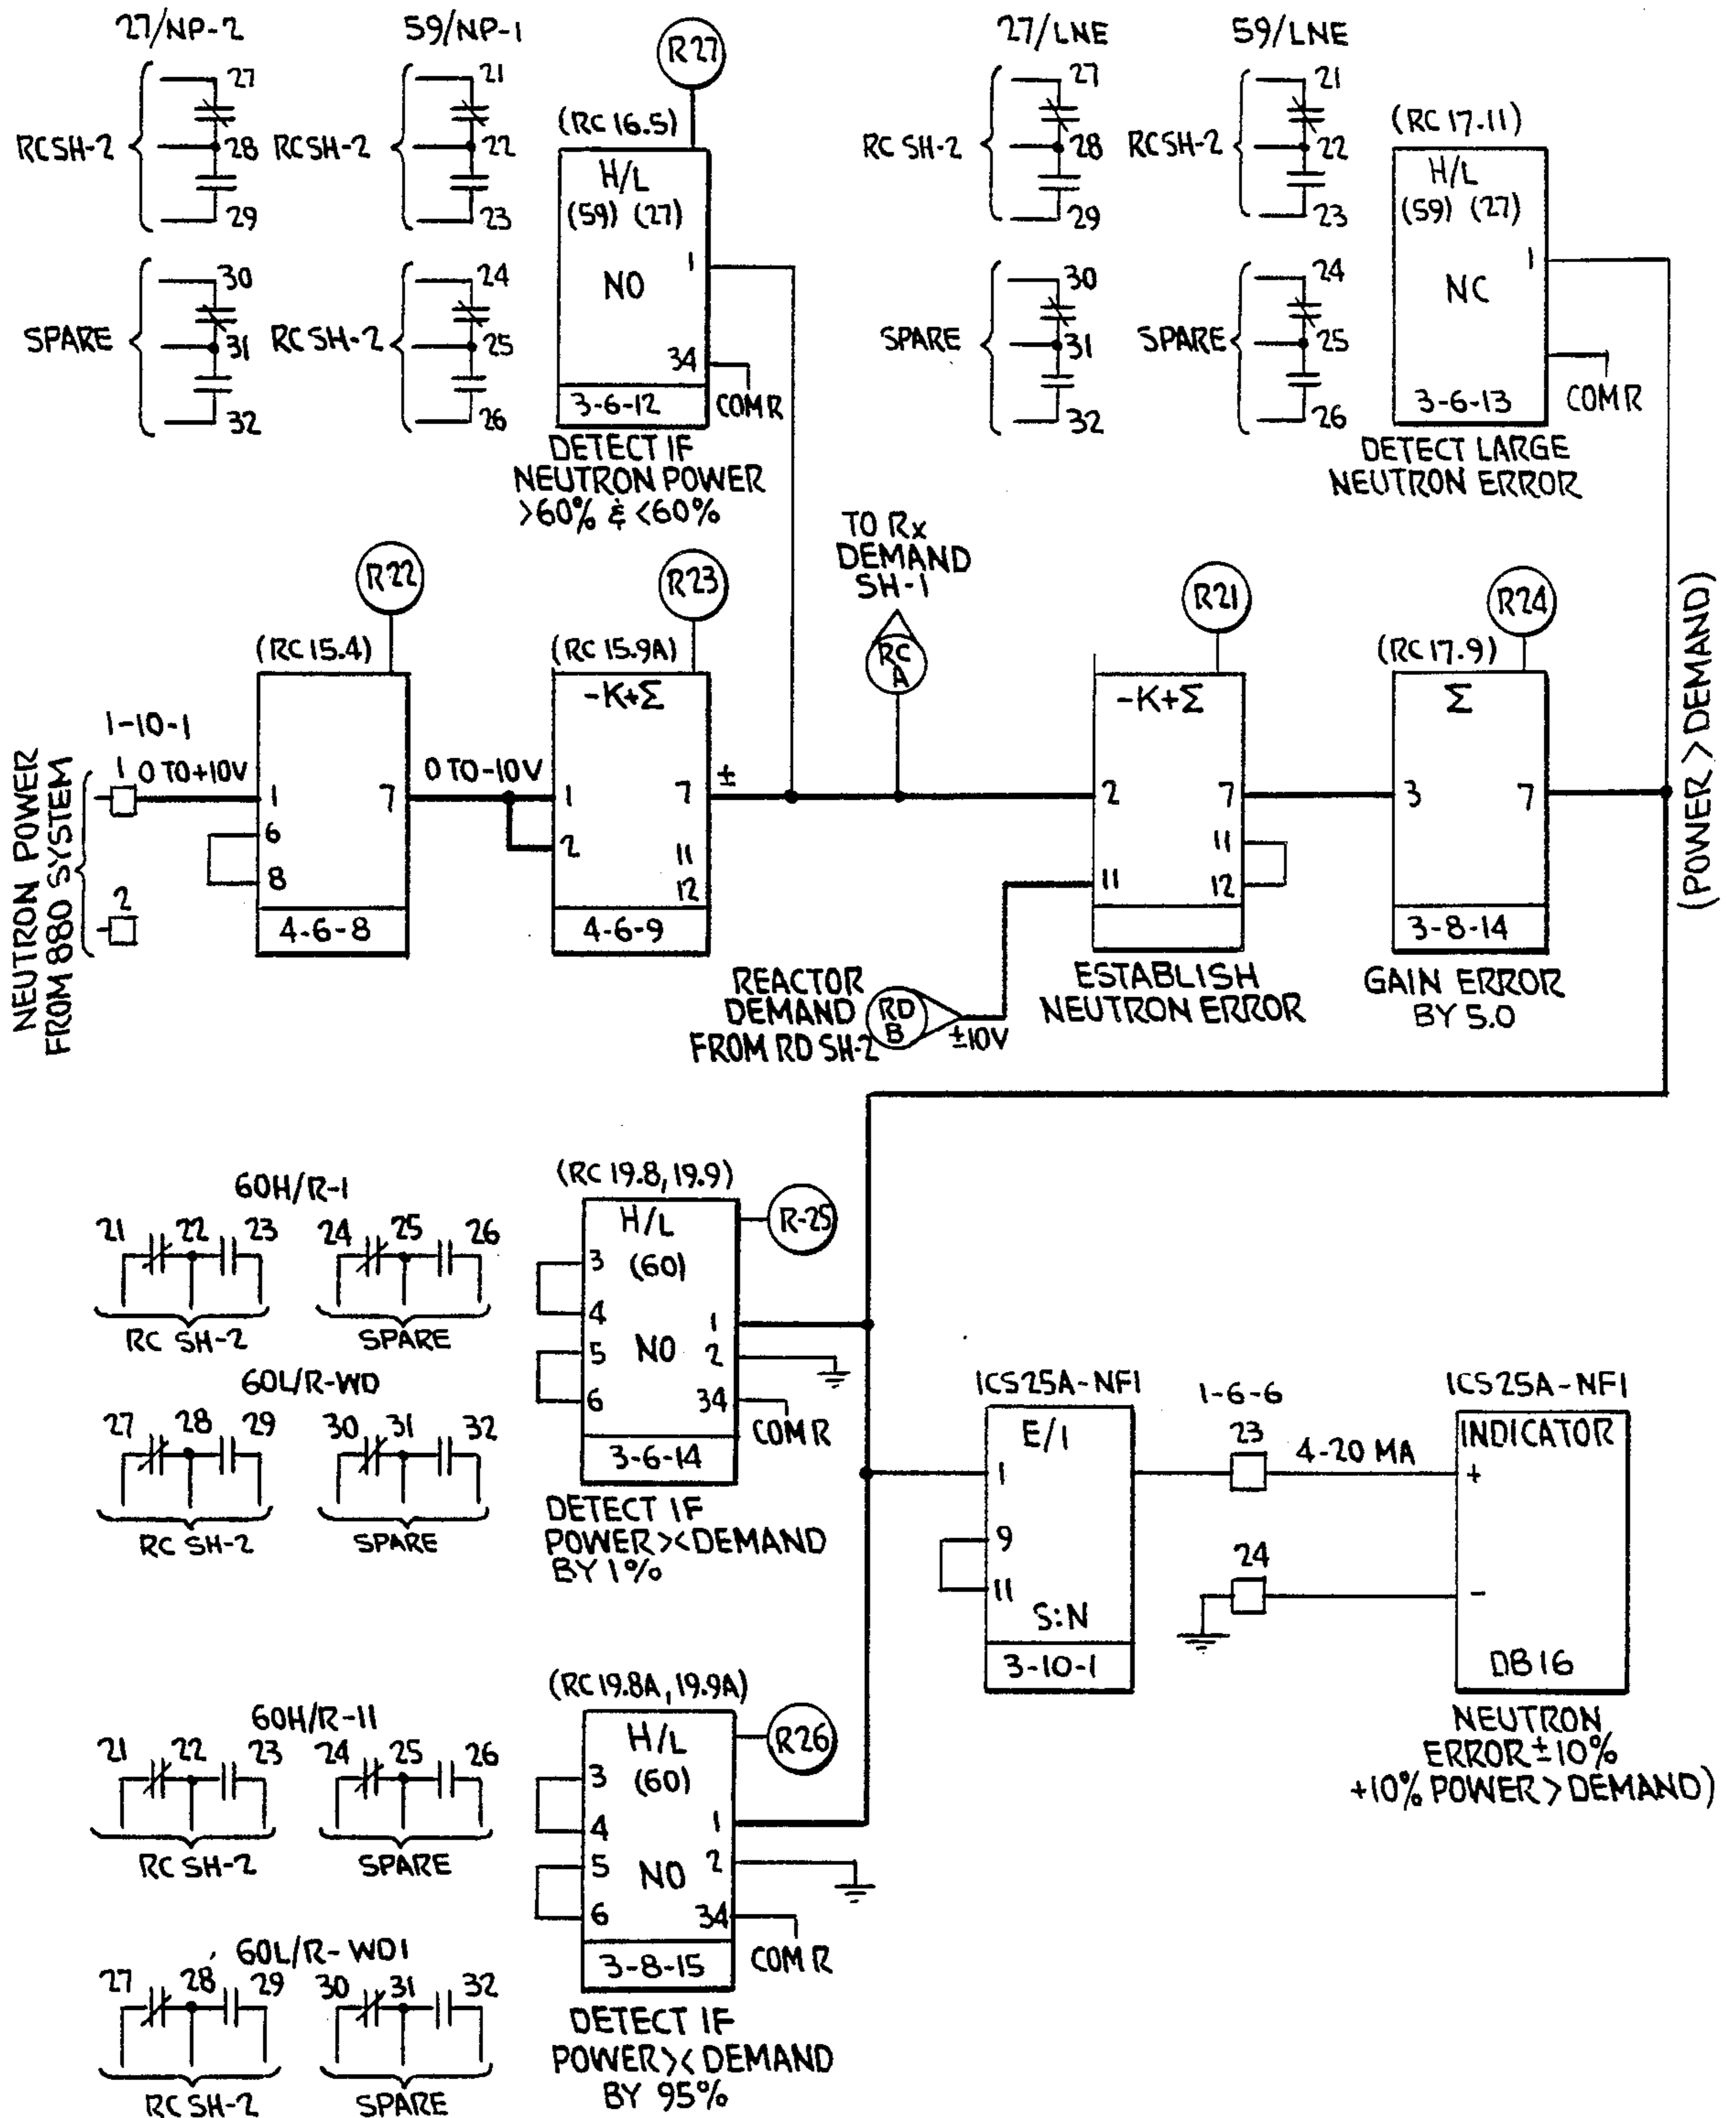 27/NP-2
59/NP-1
R27
27/LNE
59/LNE
RCSH-2
27
28
29
RCSH-2
21
22
23
(RC 16.5)
H/L
(59) (27)
1
NO
34
3-6-12
COMR
DETECT IF
NEUTRON POWER
>60% & <60%
SPARE
30
31
32
RCSH-2
24
25
26
RC SH-2
27
28
29
RCSH-2
21
22
23
(RC 17.11)
H/L
(59) (27)
1
NC
3-6-13
COMR
DETECT LARGE
NEUTRON ERROR
SPARE
30
31
32
SPARE
24
25
26
NEUTRON POWER
FROM 880 SYSTEM
1-10-1
1
0 TO +10V
2
R22
(RC 15.4)
1
6
8
7
4-6-8
0 TO -10V
R23
(RC 15.9A)
-K+Σ
1
2
7
11
12
4-6-9
±
TO Rx
DEMAND
SH-1
RC
A
REACTOR
DEMAND
FROM RD SH-2
RD
B
±10V
R21
-K+Σ
2
11
7
11
12
ESTABLISH
NEUTRON ERROR
R24
(RC 17.9)
Σ
3
7
3-8-14
GAIN ERROR
BY 5.0
(POWER > DEMAND)
60H/R-I
21 22 23
RC SH-2
24 25 26
SPARE
60L/R-WD
27 28 29
RC SH-2
30 31 32
SPARE
(RC 19.8, 19.9)
R-25
H/L
(60)
3
4
5
6
NO
1
2
34
COMR
3-6-14
DETECT IF
POWER><DEMAND
BY 1%
ICS25A-NFI
E/I
1
9
11
S:N
3-10-1
1-6-6
23
4-20 MA
24
ICS25A-NFI
INDICATOR
+
-
DB16
NEUTRON
ERROR ±10%
+10% POWER > DEMAND)
60H/R-II
21 22 23
RC SH-2
24 25 26
SPARE
60L/R-WD1
27 28 29
RC SH-2
30 31 32
SPARE
(RC 19.8A, 19.9A)
R26
H/L
(60)
3
4
5
6
NO
1
2
34
COMR
3-8-15
DETECT IF
POWER><DEMAND
BY 95%